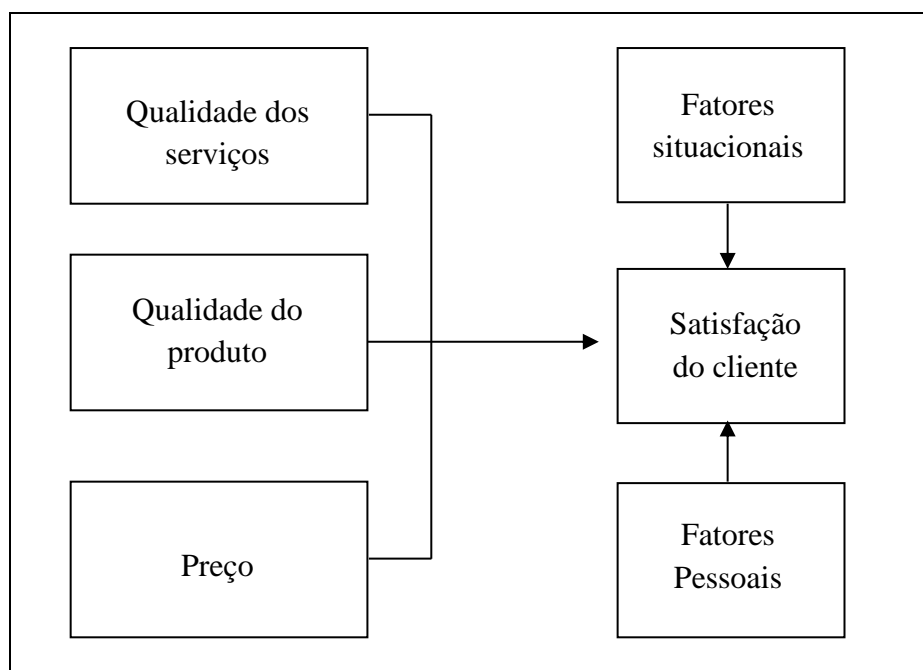 Qualidade dos
serviços
Qualidade do
produto
Preço
Fatores
situacionais
Satisfação
do cliente
Fatores
Pessoais